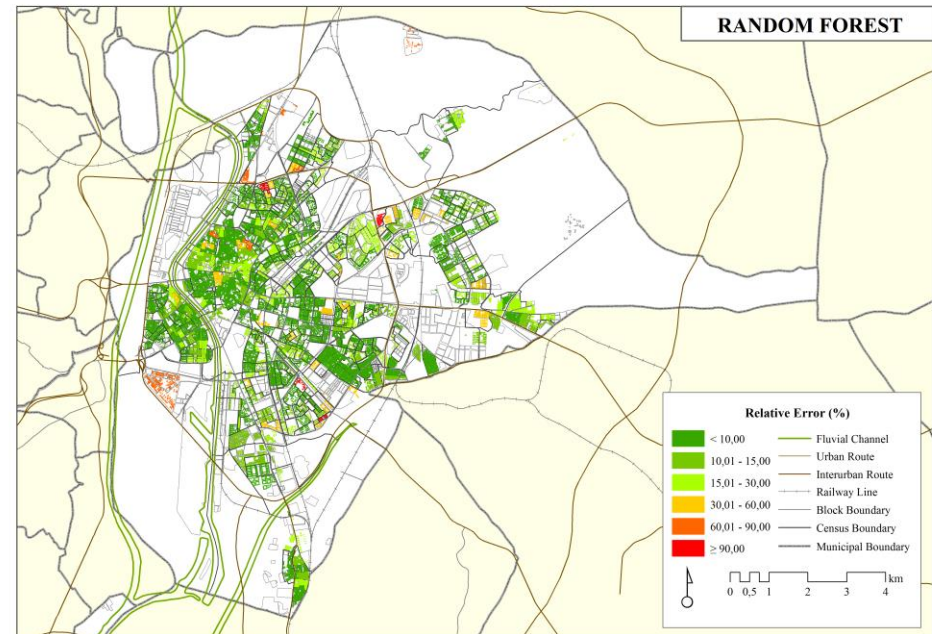 RANDOM FOREST
Relative Error (%)
< 10,00
10,01 - 15,00
15,01 - 30,00
30,01 - 60,00
60,01 - 90,00
≥ 90,00
Fluvial Channel
Urban Route
Interurban Route
Railway Line
Block Boundary
Census Boundary
Municipal Boundary
km
0 0,5 1 2 3 4